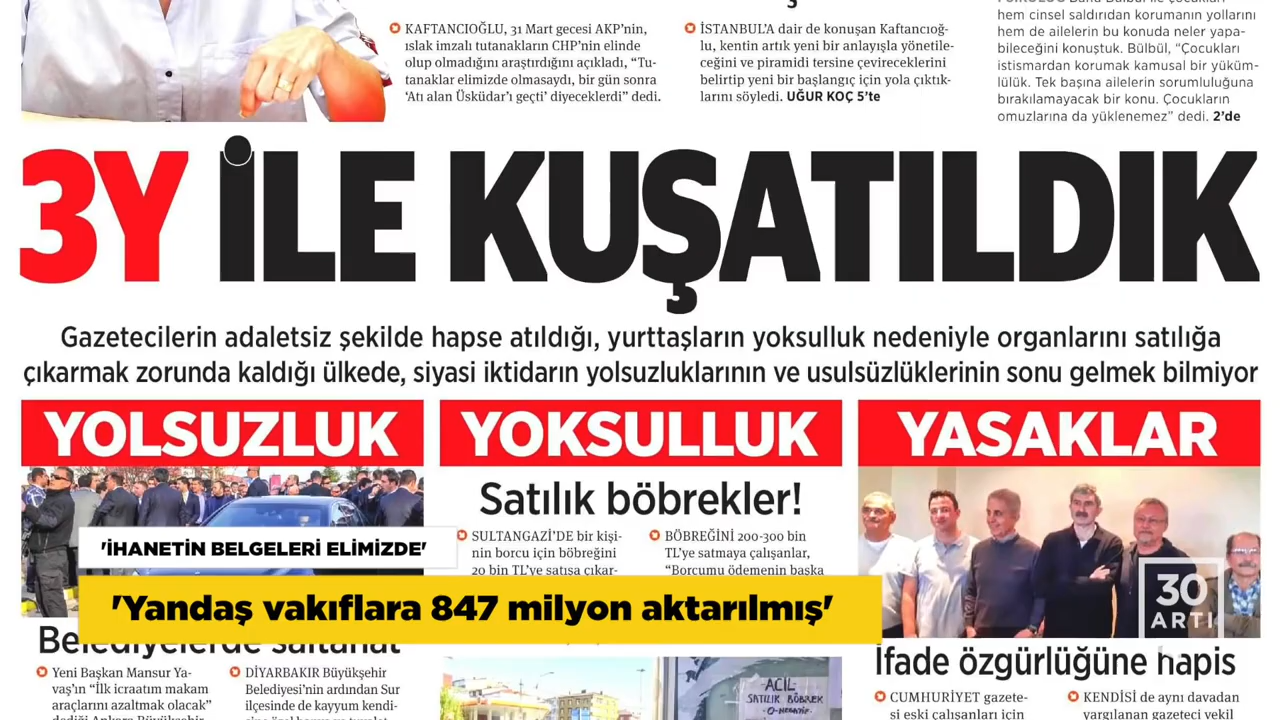 KAFTANCIOĞLU, 31 Mart gecesi AKP'nin,
ıslak imzalı tutanakların CHP'nin elinde
olup olmadığını araştırdığını açıkladı, “Tu-
tanaklar elimizde olmasaydı, bir gün sonra
‘Atı alan Üsküdar’ı geçti’ diyeceklerdi” dedi.
İSTANBUL’A dair de konuşan Kaftancıoğ-
lu, kentin artık yeni bir anlayışla yönetile-
ceğini ve piramidi tersine çevireceklerini
belirtip yeni bir başlangıç için yola çıktık-
larını söyledi. UĞUR KOÇ 5’te
hem cinsel saldırıdan korumanın yollarını
hem de ailelerin bu konuda neler yapa-
bileceğini konuştuk. Bülbül, “Çocukları
istismardan korumak kamusal bir yüküm-
lülük. Tek başına ailelerin sorumluluğuna
bırakılamayacak bir konu. Çocukların
omuzlarına da yüklenemez” dedi. 2’de
3Y İLE KUŞATILDIK
Gazetecilerin adaletsiz şekilde hapse atıldığı, yurttaşların yoksulluk nedeniyle organlarını satılığa
çıkarmak zorunda kaldığı ülkede, siyasi iktidarın yolsuzluklarının ve usulsüzlüklerinin sonu gelmek bilmiyor
YOLSUZLUK
YOKSULLUK
YASAKLAR
Satılık böbrekler!
SULTANGAZİ’DE bir kişi-
nin borcu için böbreğini
20 bin TL’ye satışa çıkar-
BÖBREĞİNİ 200-300 bin
TL’ye satmaya çalışanlar,
“Borcumu ödemenin başka
'İHANETİN BELGELERİ ELİMİZDE'
'Yandaş vakıflara 847 milyon aktarılmış'
30
ARTI
Belediyelerde saltanat
Yeni Başkan Mansur Ya-
vaş’ın “İlk icraatım makam
araçlarını azaltmak olacak”
DİYARBAKIR Büyükşehir
Belediyesi’nin ardından Sur
ilçesinde de kayyum kendi-
ACİL
SATILIK BÖBREK
İfade özgürlüğüne hapis
CUMHURİYET gazete-
si eski çalışanları için
KENDİSİ de aynı davadan
yargılanan gazeteci yekil